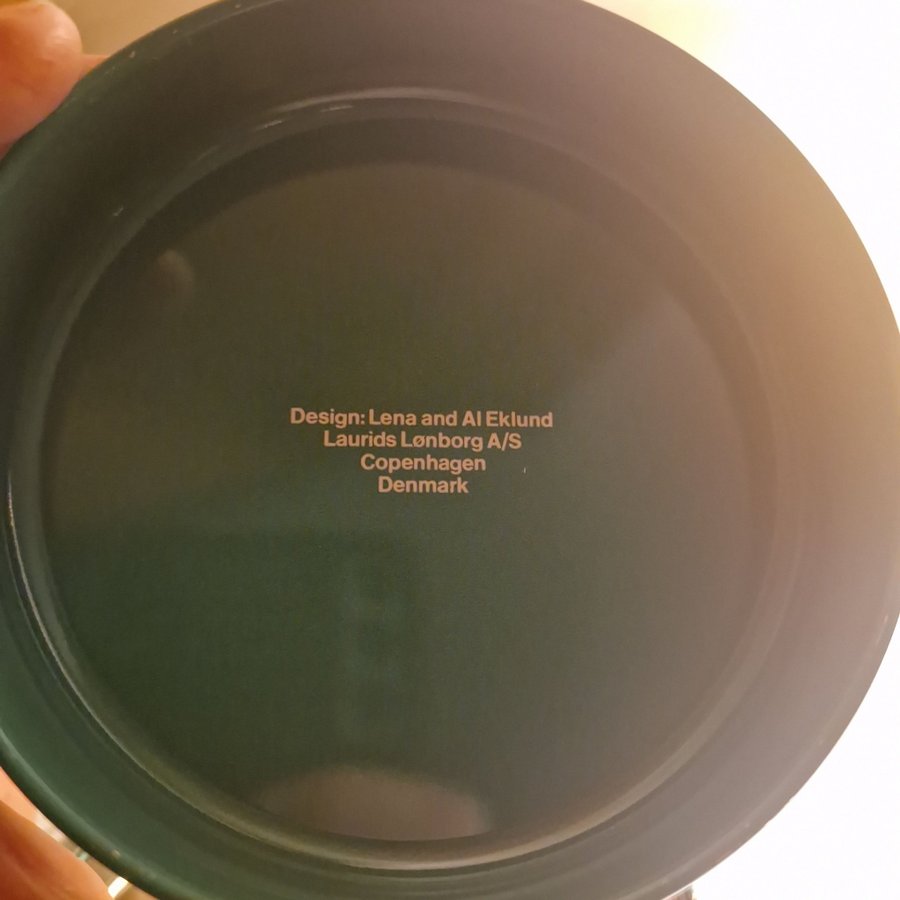 Design: Lena and Al Eklund
Laurids Lønborg A/S
Copenhagen
Denmark